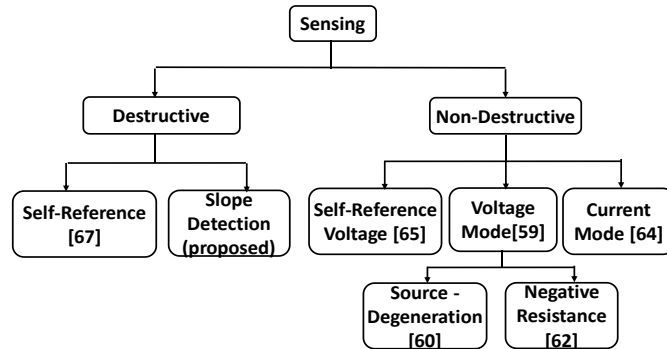 Sensing
Destructive
Non-Destructive
Self-Reference
[67]
Slope
Detection
(proposed)
Self-Reference
Voltage [65]
Voltage
Mode[59]
Current
Mode [64]
Source -
Degeneration
[60]
Negative
Resistance
[62]